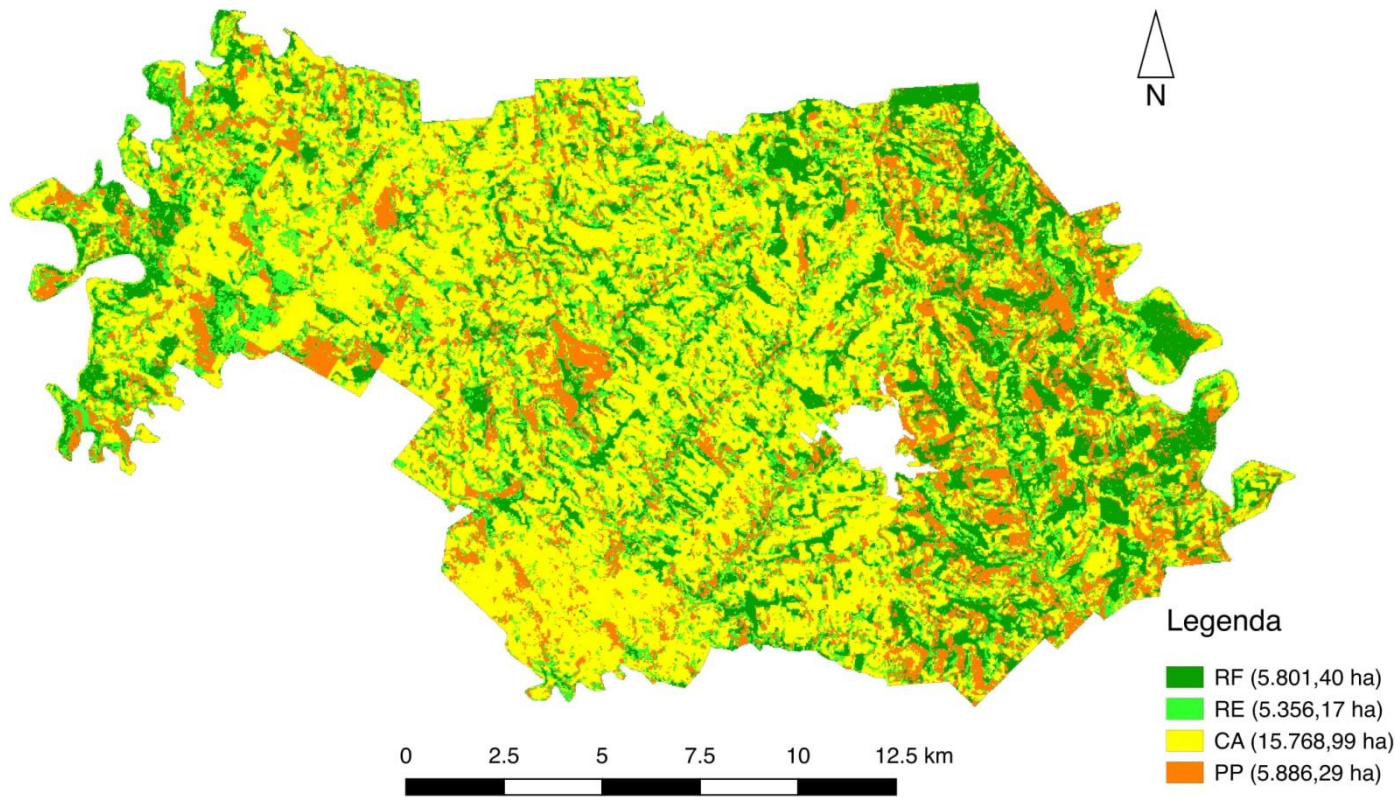 N
Legenda
RF (5.801,40 ha)
RE (5.356,17 ha)
CA (15.768,99 ha)
PP (5.886,29 ha)
0 2.5 5 7.5 10 12.5 km